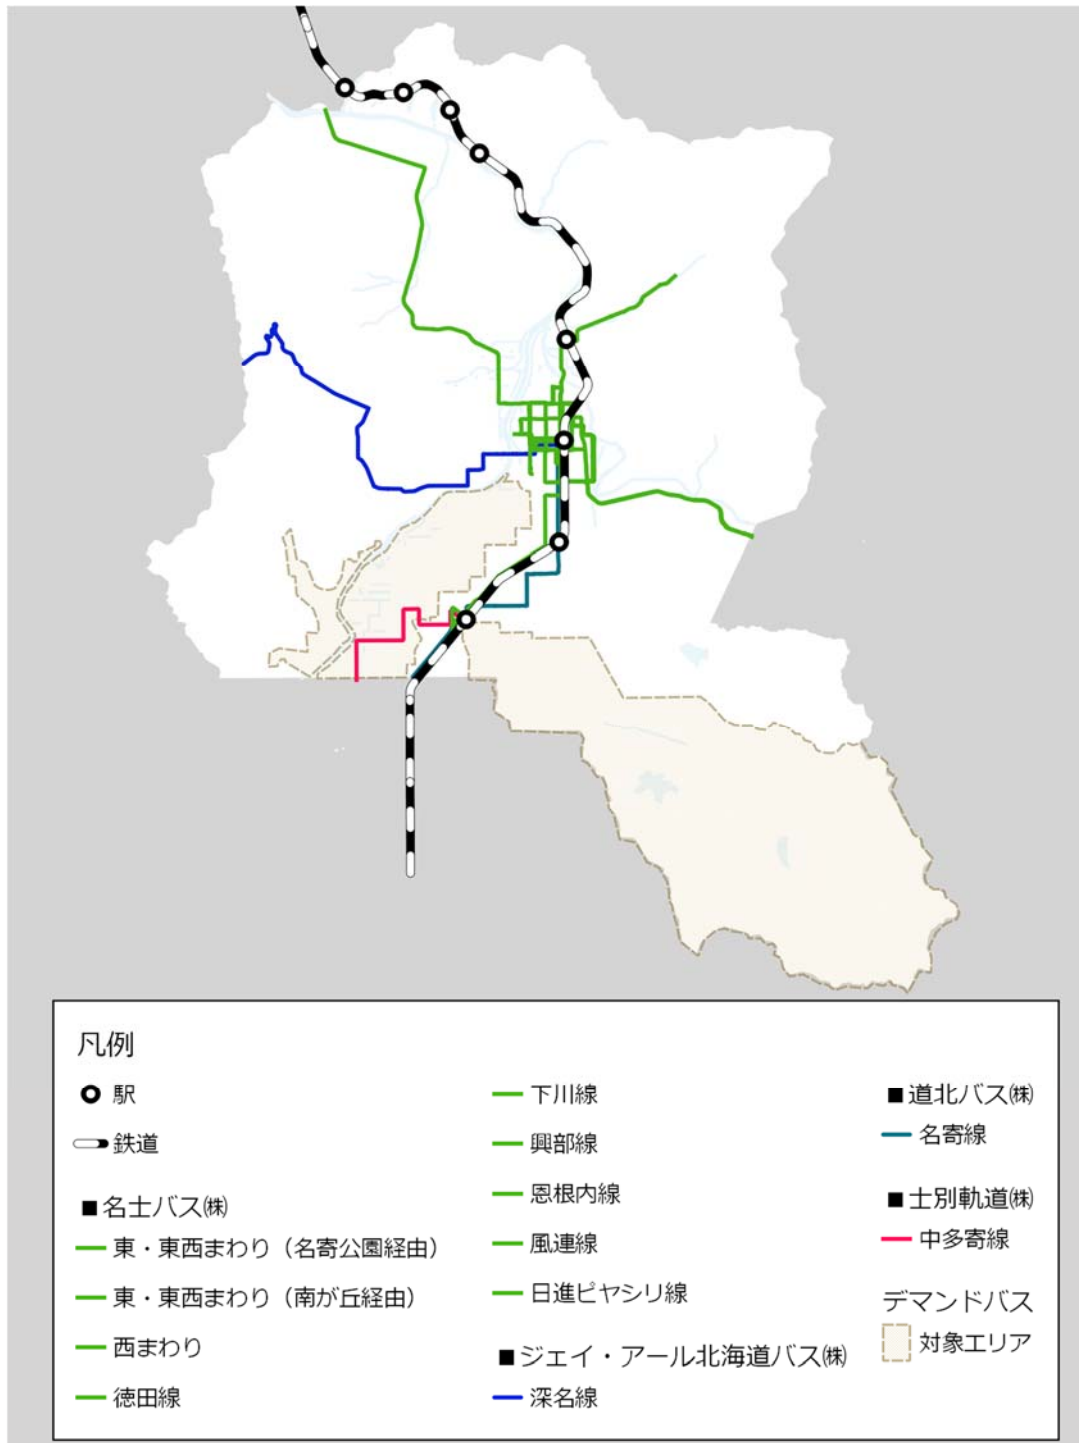 凡例
駅
鉄道
■名士バス㈱
東・東西まわり（名寄公園経由）
東・東西まわり（南が丘経由）
西まわり
徳田線
下川線
興部線
恩根内線
風連線
日進ピヤシリ線
■ジェイ・アール北海道バス㈱
深名線
■道北バス㈱
名寄線
■士別軌道㈱
中多寄線
デマンドバス
対象エリア